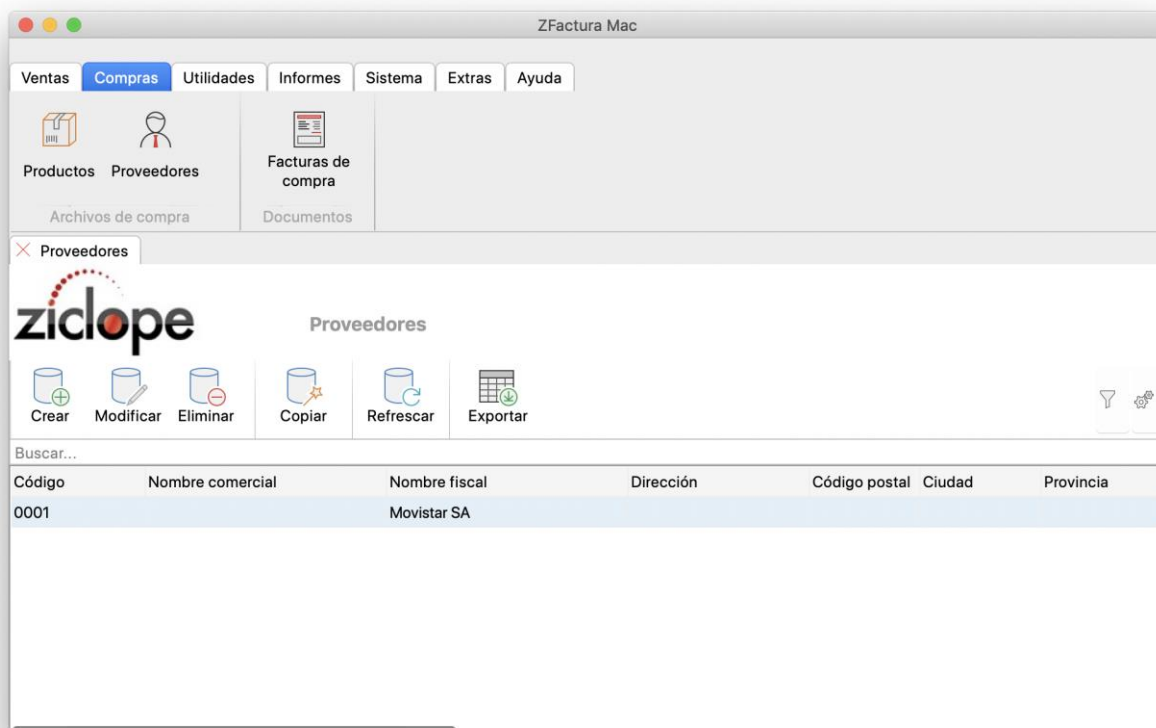 ZFactura Mac
Ventas Compras Utilidades Informes Sistema Extras Ayuda
Productos Proveedores Facturas de compra
Archivos de compra Documentos
Proveedores
ziclope Proveedores
Crear Modificar Eliminar Copiar Refrescar Exportar
Buscar...
Código Nombre comercial Nombre fiscal Dirección Código postal Ciudad Provincia
0001 Movistar SA